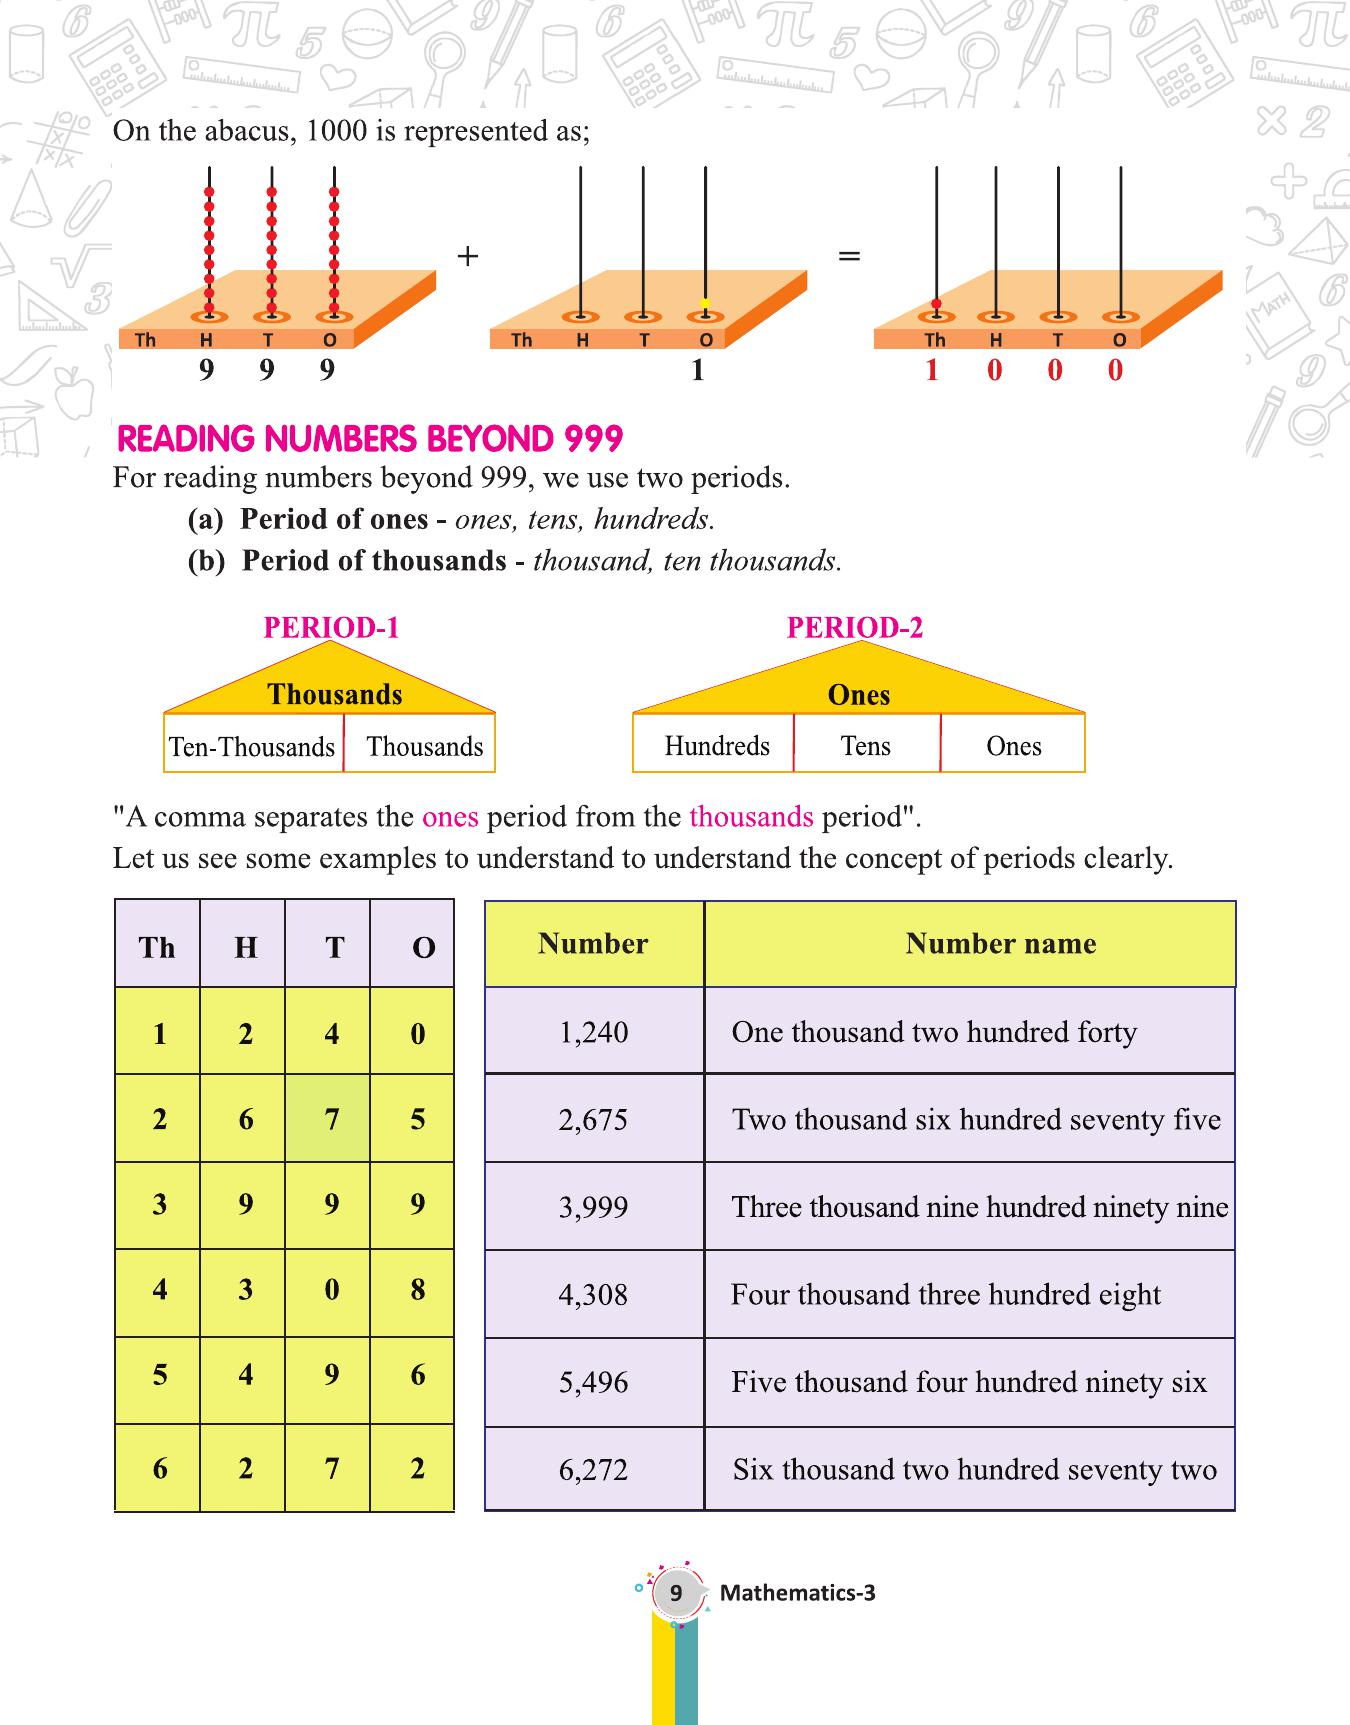 On the abacus, 1000 is represented as;
+ =
Th H T O Th H T O Th H T O
9 9 9 1 1 0 0 0
READING NUMBERS BEYOND 999
For reading numbers beyond 999, we use two periods.
(a) Period of ones - ones, tens, hundreds.
(b) Period of thousands - thousand, ten thousands.
PERIOD-1 PERIOD-2
Thousands Ones
Ten-Thousands Thousands Hundreds Tens Ones
"A comma separates the ones period from the thousands period".
Let us see some examples to understand to understand the concept of periods clearly.
Th H T O Number Number name
1 2 4 0 1,240 One thousand two hundred forty
2 6 7 5 2,675 Two thousand six hundred seventy five
3 9 9 9 3,999 Three thousand nine hundred ninety nine
4 3 0 8 4,308 Four thousand three hundred eight
5 4 9 6 5,496 Five thousand four hundred ninety six
6 2 7 2 6,272 Six thousand two hundred seventy two
9 Mathematics-3